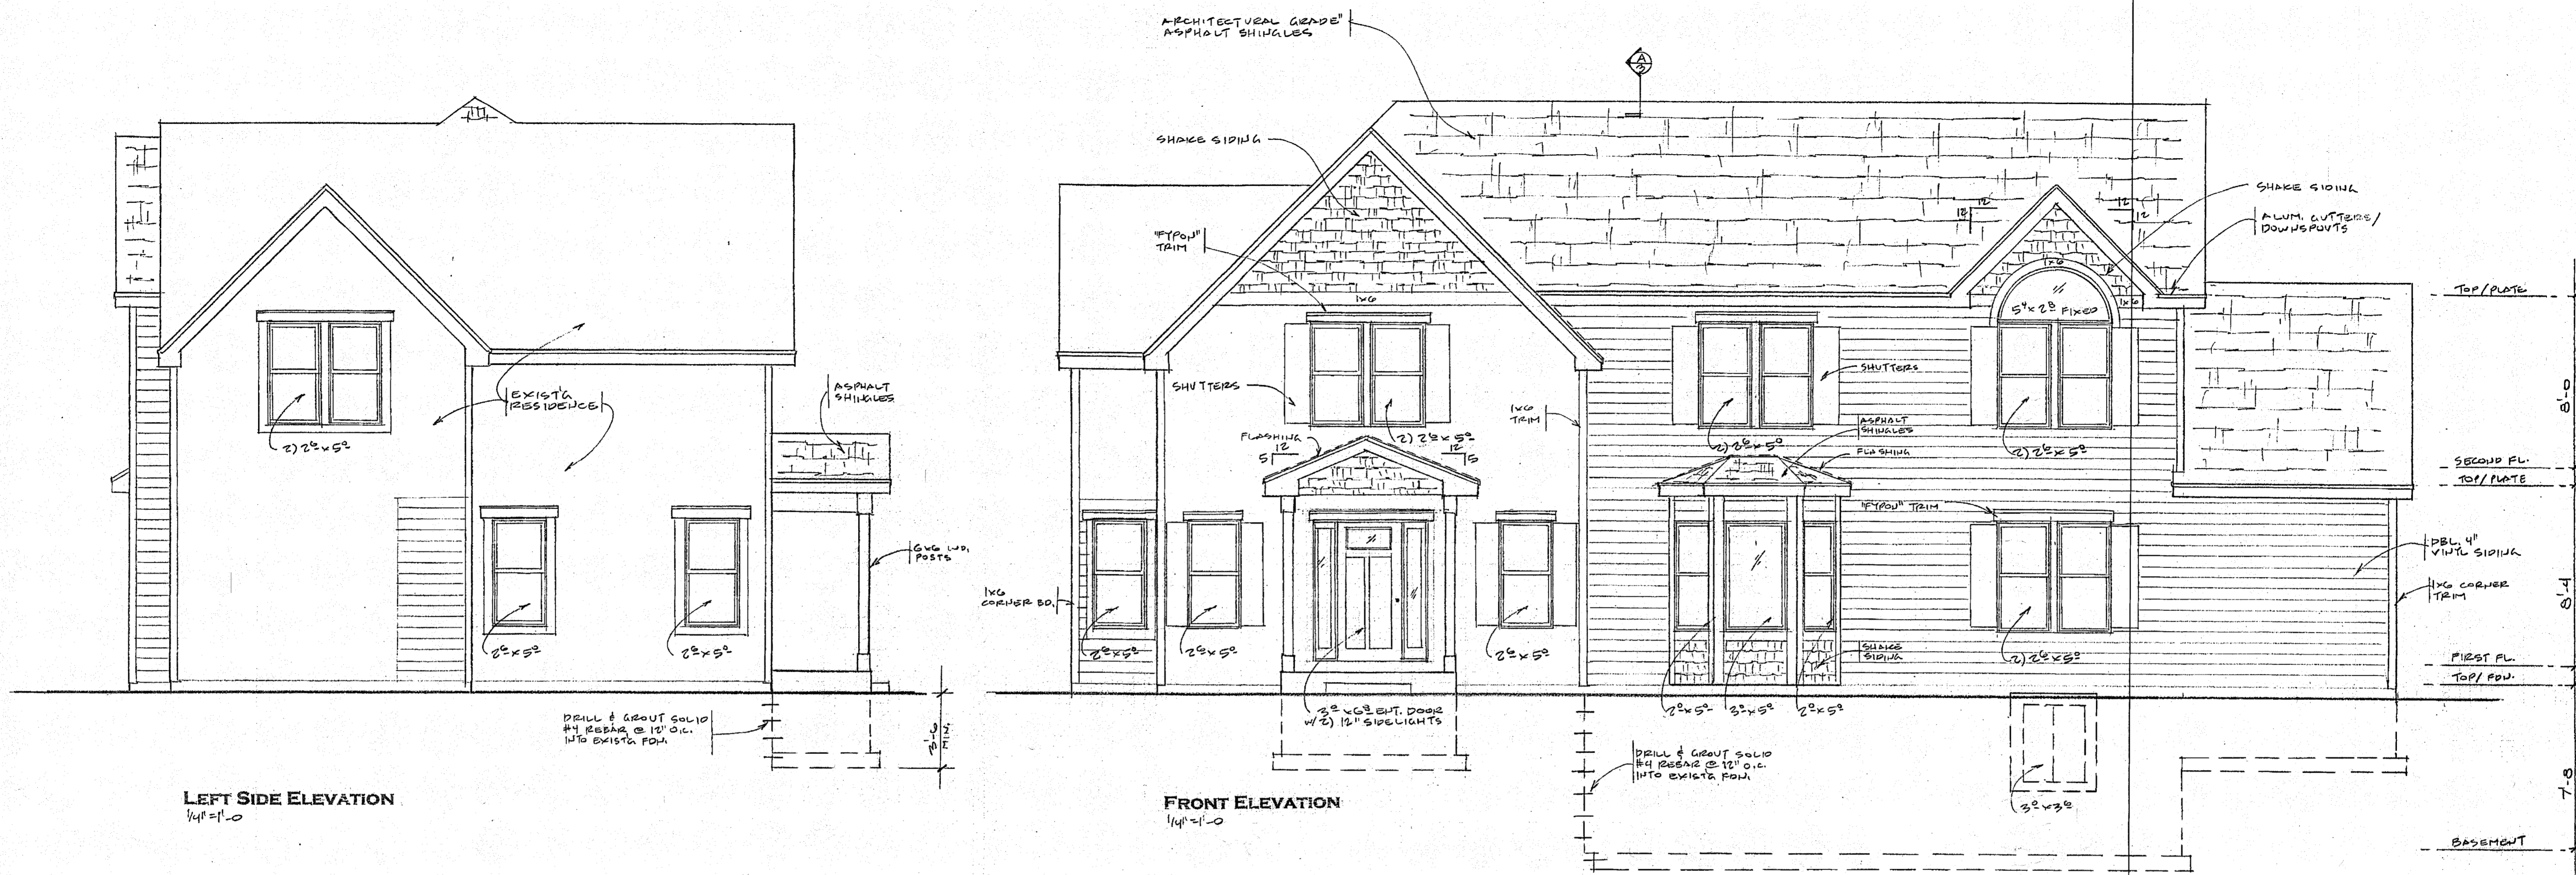 ARCHITECTURAL GRADE"
ASPHALT SHINGLES
A
3
SHAKE SIDING
"FYPON"
TRIM
1x6
SHAKE SIDING
ALUM. GUTTERS/
DOWNSPOUTS
12
12
12
12
1x6
1x6
5⁴x2⁸ FIXED
TOP/PLATE
SHUTTERS
SHUTTERS
ASPHALT
SHINGLES
EXIST'G
RESIDENCE
2) 2⁶x5⁰
1x6
TRIM
8'-0
FLASHING
12
5
12
5
2) 2⁶x5⁰
2) 2⁶x5⁰
ASPHALT
SHINGLES
FLASHING
2) 2⁶x5⁰
SECOND FL.
TOP/PLATE
"FYPON" TRIM
6x6 WD.
POSTS
DBL. 4"
VINYL SIDING
1x6 CORNER
TRIM
8'-1
1x6
CORNER BD.
2⁶x5⁰
2⁶x5⁰
2⁶x5⁰
2⁶x5⁰
2⁶x5⁰
SHAKE
SIDING
2) 2⁶x5⁰
FIRST FL.
TOP/FDN.
DRILL & GROUT SOLID
#4 REBAR @ 12" O.C.
INTO EXIST'G FDN.
3'-6
MIN.
3⁰x6⁸ ENT. DOOR
W/2) 12" SIDELIGHTS
2⁰x5⁰
3⁰x5⁰
2⁰x5⁰
DRILL & GROUT SOLID
#4 REBAR @ 12" O.C.
INTO EXIST'G FDN.
3⁰x3⁰
7'-8
BASEMENT
LEFT SIDE ELEVATION
1/4"=1'-0
FRONT ELEVATION
1/4"=1'-0